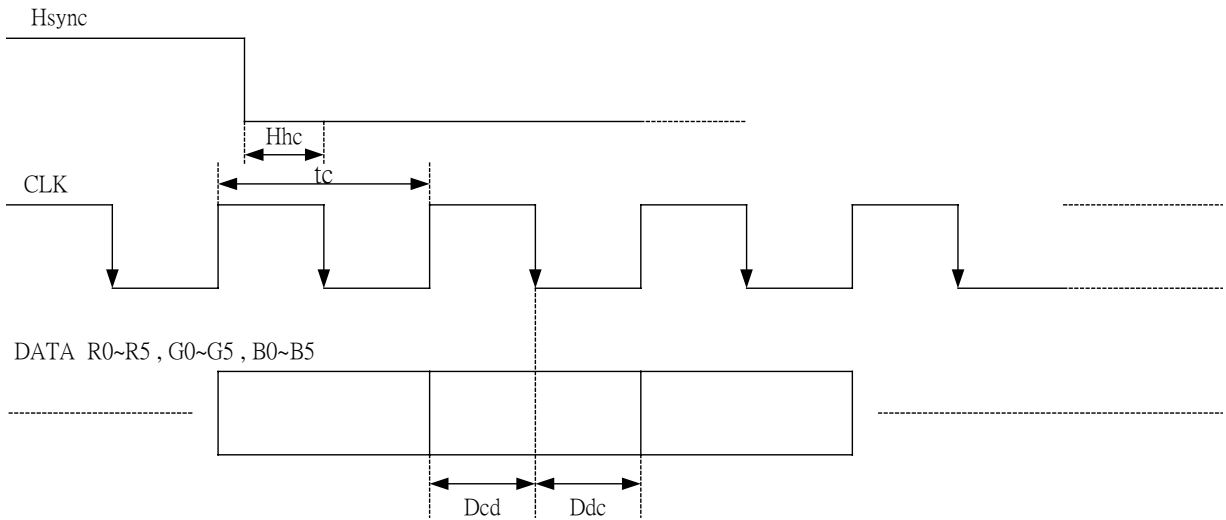 Hsync
Hhc
tc
CLK
DATA R0~R5 , G0~G5 , B0~B5
Dcd
Ddc